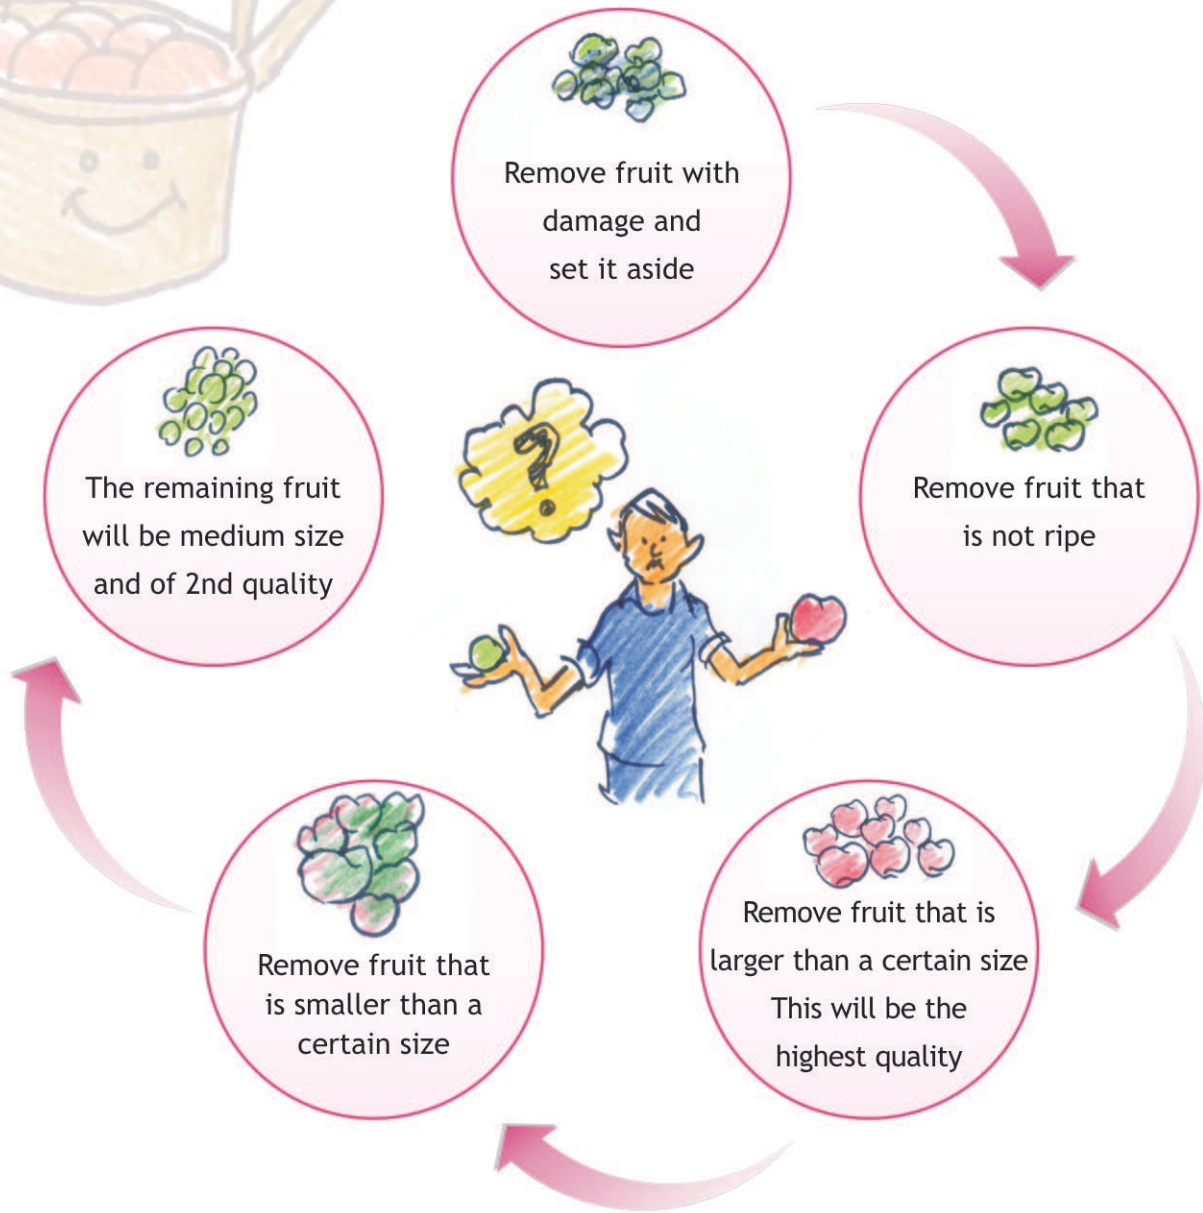 Remove fruit with
damage and
set it aside
Remove fruit that
is not ripe
Remove fruit that is
larger than a certain size
This will be the
highest quality
Remove fruit that
is smaller than a
certain size
The remaining fruit
will be medium size
and of 2nd quality
?